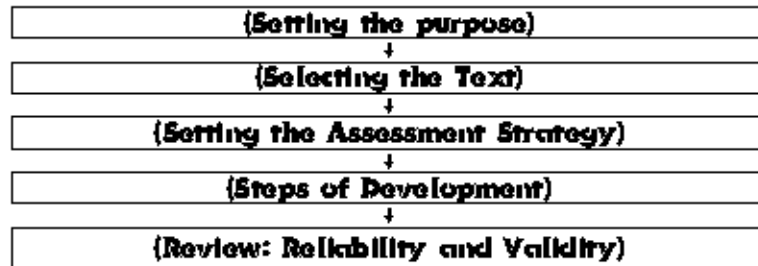 (Setting the purpose)
(Selecting the Text)
(Setting the Assessment Strategy)
(Steps of Development)
(Review: Reliability and Validity)